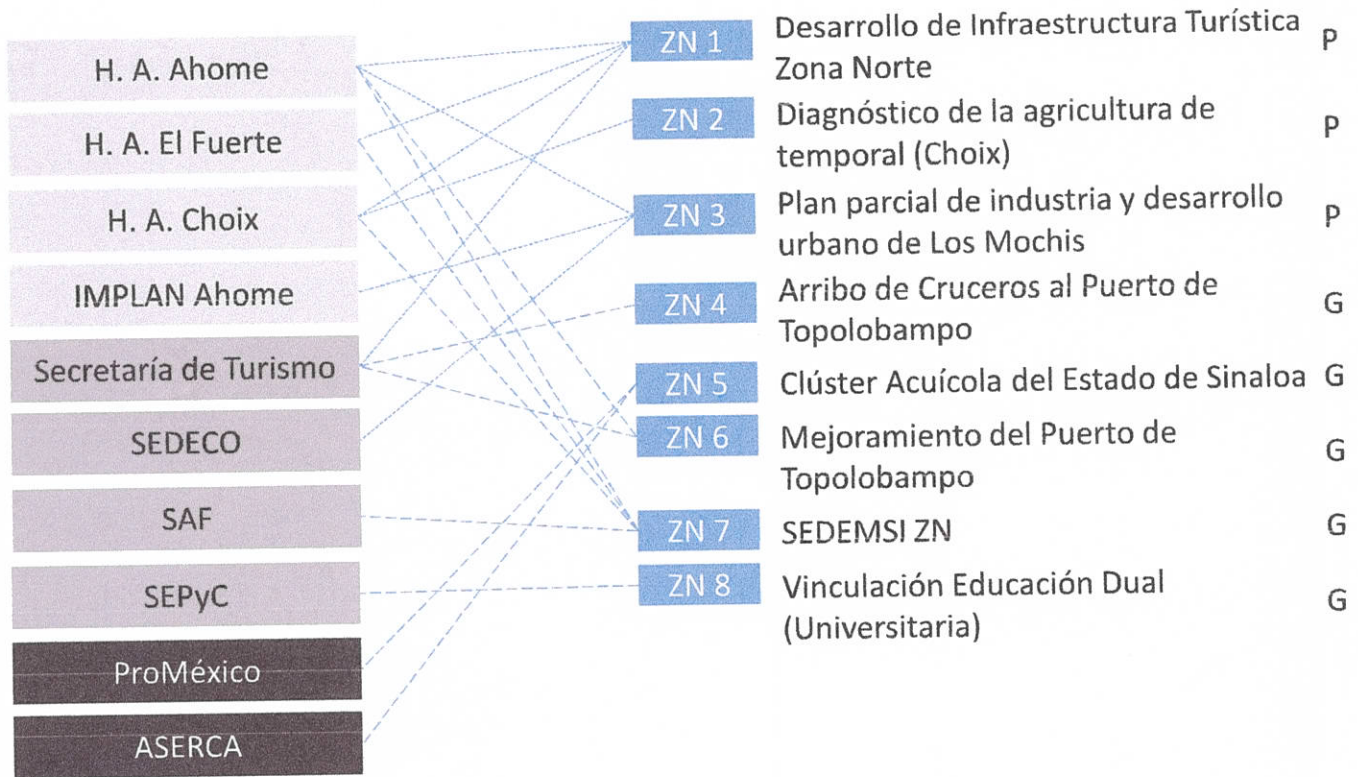 H. A. Ahome
H. A. El Fuerte
H. A. Choix
IMPLAN Ahome
Secretaría de Turismo
SEDECO
SAF
SEPyC
ProMéxico
ASERCA
ZN 1
Desarrollo de Infraestructura Turística
Zona Norte
P
ZN 2
Diagnóstico de la agricultura de
temporal (Choix)
P
ZN 3
Plan parcial de industria y desarrollo
urbano de Los Mochis
P
ZN 4
Arribo de Cruceros al Puerto de
Topolobampo
G
ZN 5
Clúster Acuícola del Estado de Sinaloa
G
ZN 6
Mejoramiento del Puerto de
Topolobampo
G
ZN 7
SEDEMSI ZN
G
ZN 8
Vinculación Educación Dual
(Universitaria)
G